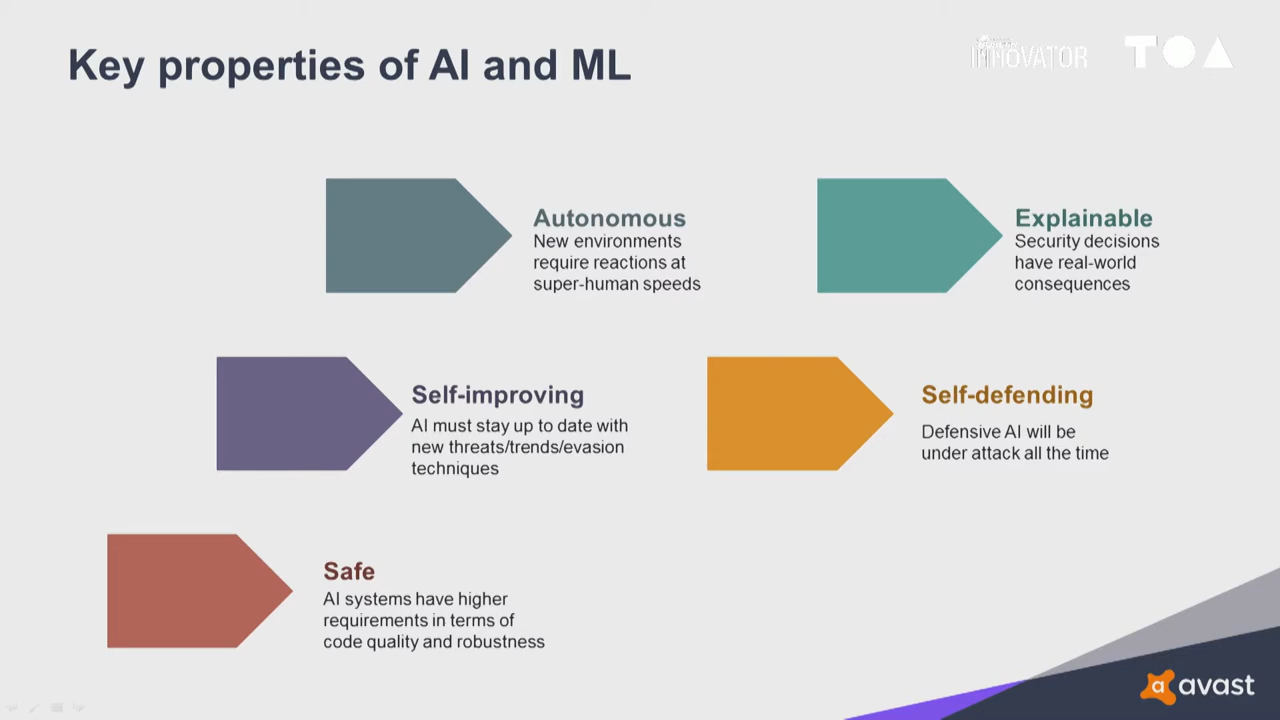 Key properties of AI and ML
INNOVATOR
TOA
Autonomous
New environments
require reactions at
super-human speeds
Explainable
Security decisions
have real-world
consequences
Self-improving
AI must stay up to date with
new threats/trends/evasion
techniques
Self-defending
Defensive AI will be
under attack all the time
Safe
AI systems have higher
requirements in terms of
code quality and robustness
avast